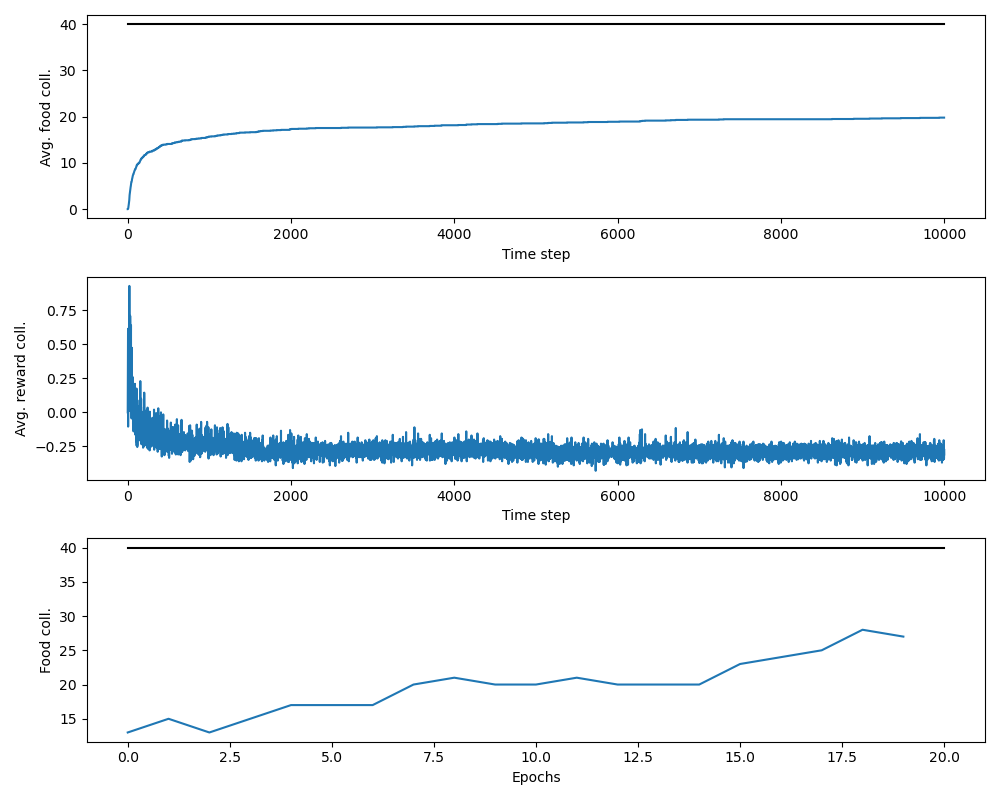 40
30
20
10
0
Avg. food coll.
0 2000 4000 6000 8000 10000
Time step
0.75
0.50
0.25
0.00
−0.25
Avg. reward coll.
0 2000 4000 6000 8000 10000
Time step
40
35
30
25
20
15
Food coll.
0.0 2.5 5.0 7.5 10.0 12.5 15.0 17.5 20.0
Epochs